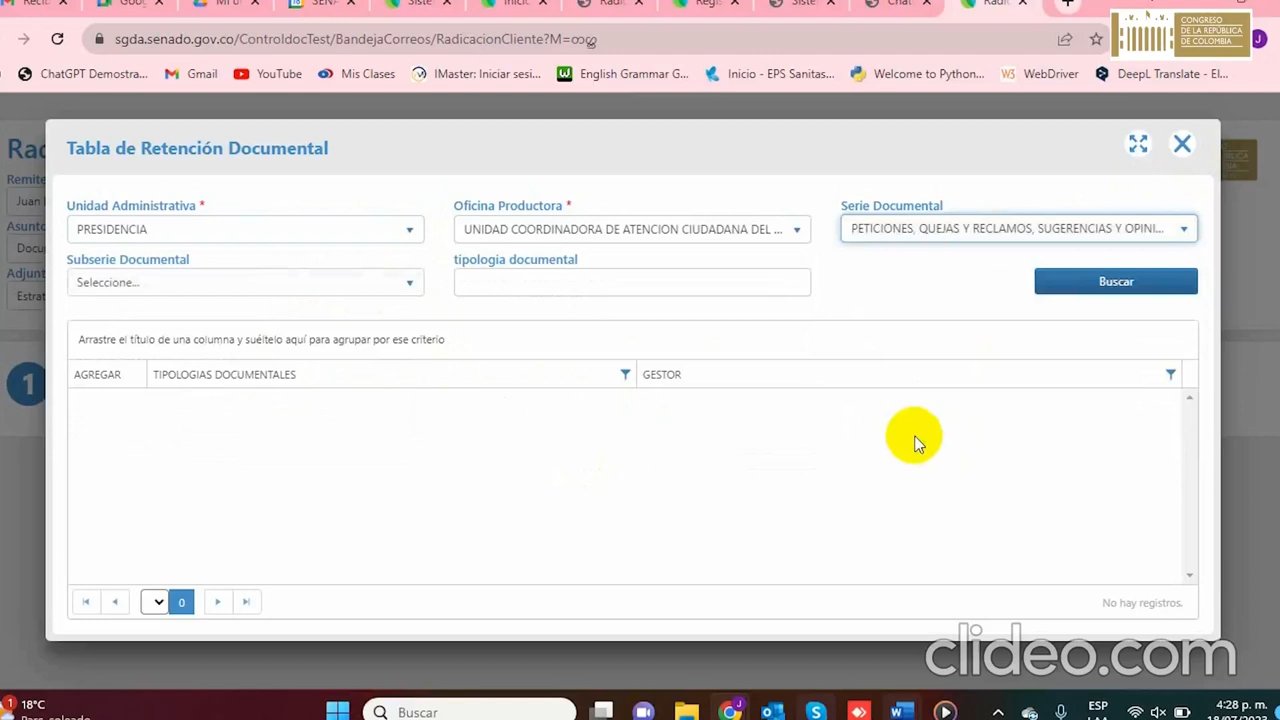 CONGRESO
DE LA REPÚBLICA
DE COLOMBIA
sgda.senado.gov.co/ControldocTest/BandejaCorreos/RadicarsinOficio?M=cog
ChatGPT Demostra... Gmail YouTube Mis Clases IMaster: Iniciar sesi... English Grammar G... Inicio - EPS Sanitas... Welcome to Python... WebDriver DeepL Translate - El...
Tabla de Retención Documental
Unidad Administrativa * Oficina Productora * Serie Documental
PRESIDENCIA UNIDAD COORDINADORA DE ATENCION CIUDADANA DEL ... PETICIONES, QUEJAS Y RECLAMOS, SUGERENCIAS Y OPINI...
Subserie Documental tipologia documental
Seleccione... Buscar
Arrastre el título de una columna y suéltelo aquí para agrupar por ese criterio
AGREGAR TIPOLOGIAS DOCUMENTALES GESTOR
0 No hay registros.
1
clideo.com
1 18°C
Buscar
ESP
4:28 p. m.